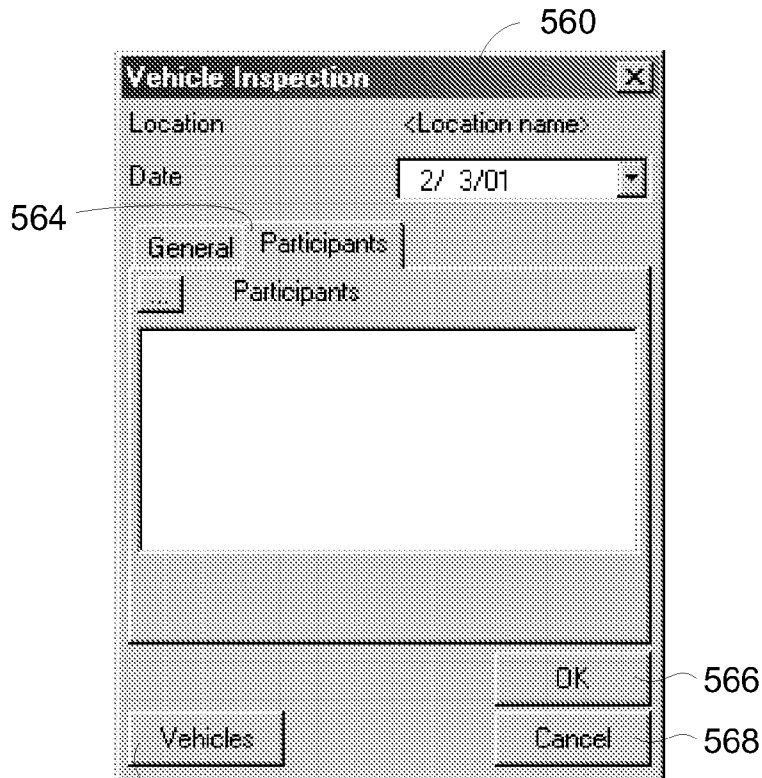 560
Vehicle Inspection
Location <Location name>
Date 2/ 3/01
564
General Participants
... Participants
OK 566
Vehicles Cancel 568